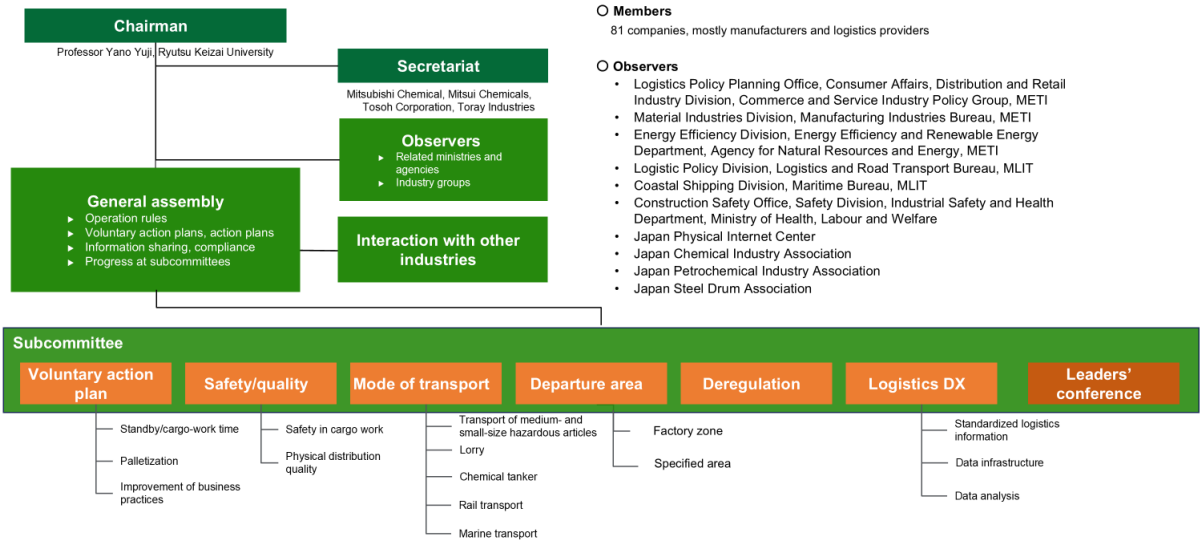 Chairman
Professor Yano Yuji, Ryutsu Keizai University
Secretariat
Mitsubishi Chemical, Mitsui Chemicals,
Tosoh Corporation, Toray Industries
Observers
► Related ministries and
agencies
► Industry groups
General assembly
► Operation rules
► Voluntary action plans, action plans
► Information sharing, compliance
► Progress at subcommittees
Interaction with other
industries
○ Members
81 companies, mostly manufacturers and logistics providers
○ Observers
• Logistics Policy Planning Office, Consumer Affairs, Distribution and Retail
Industry Division, Commerce and Service Industry Policy Group, METI
• Material Industries Division, Manufacturing Industries Bureau, METI
• Energy Efficiency Division, Energy Efficiency and Renewable Energy
Department, Agency for Natural Resources and Energy, METI
• Logistic Policy Division, Logistics and Road Transport Bureau, MLIT
• Coastal Shipping Division, Maritime Bureau, MLIT
• Construction Safety Office, Safety Division, Industrial Safety and Health
Department, Ministry of Health, Labour and Welfare
• Japan Physical Internet Center
• Japan Chemical Industry Association
• Japan Petrochemical Industry Association
• Japan Steel Drum Association
Subcommittee
Voluntary action
plan
Standby/cargo-work time
Palletization
Improvement of business
practices
Safety/quality
Safety in cargo work
Physical distribution
quality
Mode of transport
Transport of medium- and
small-size hazardous articles
Lorry
Chemical tanker
Rail transport
Marine transport
Departure area
Factory zone
Specified area
Deregulation
Logistics DX
Standardized logistics
information
Data infrastructure
Data analysis
Leaders'
conference